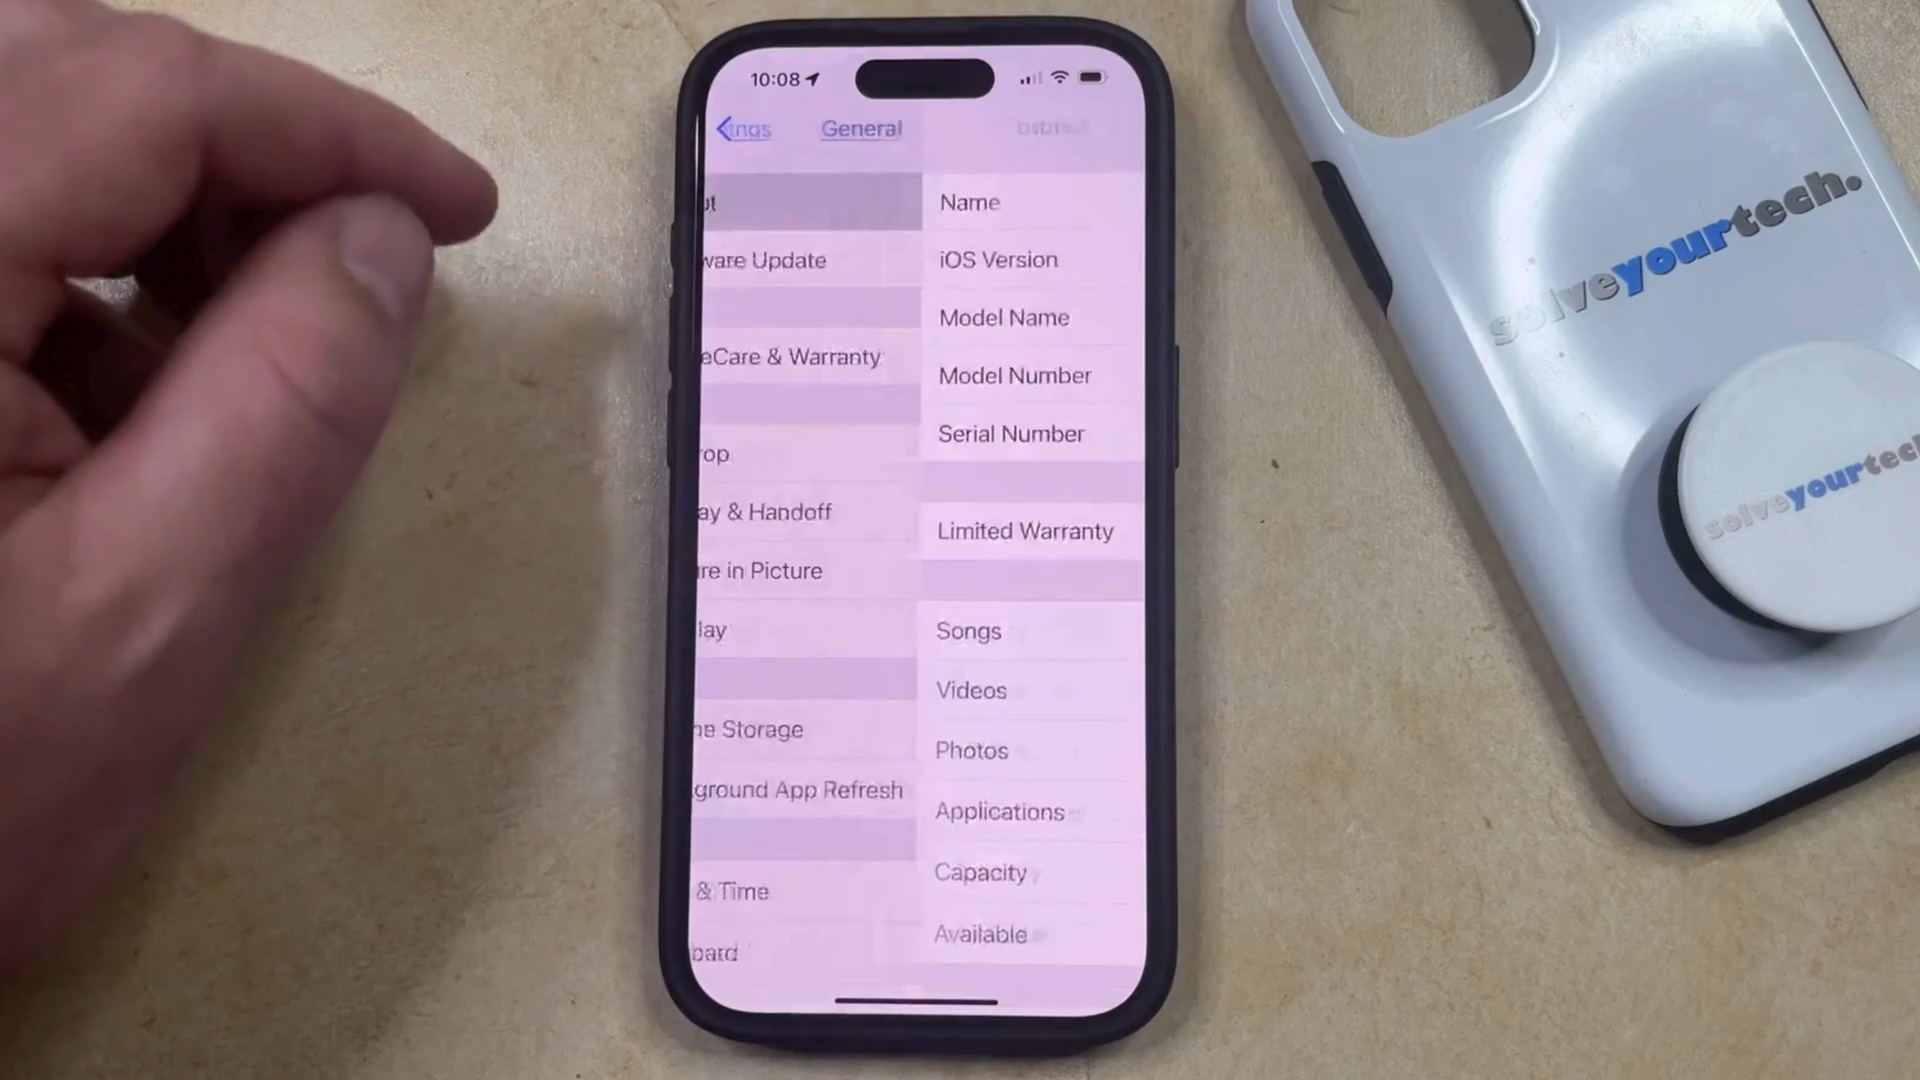 10:08
tngs General
ware Update
eCare & Warranty
rop
ay & Handoff
re in Picture
lay
ne Storage
ground App Refresh
& Time
board
Name
iOS Version
Model Name
Model Number
Serial Number
Limited Warranty
Songs
Videos
Photos
Applications
Capacity
Available
solveyourtech.
solveyourtech